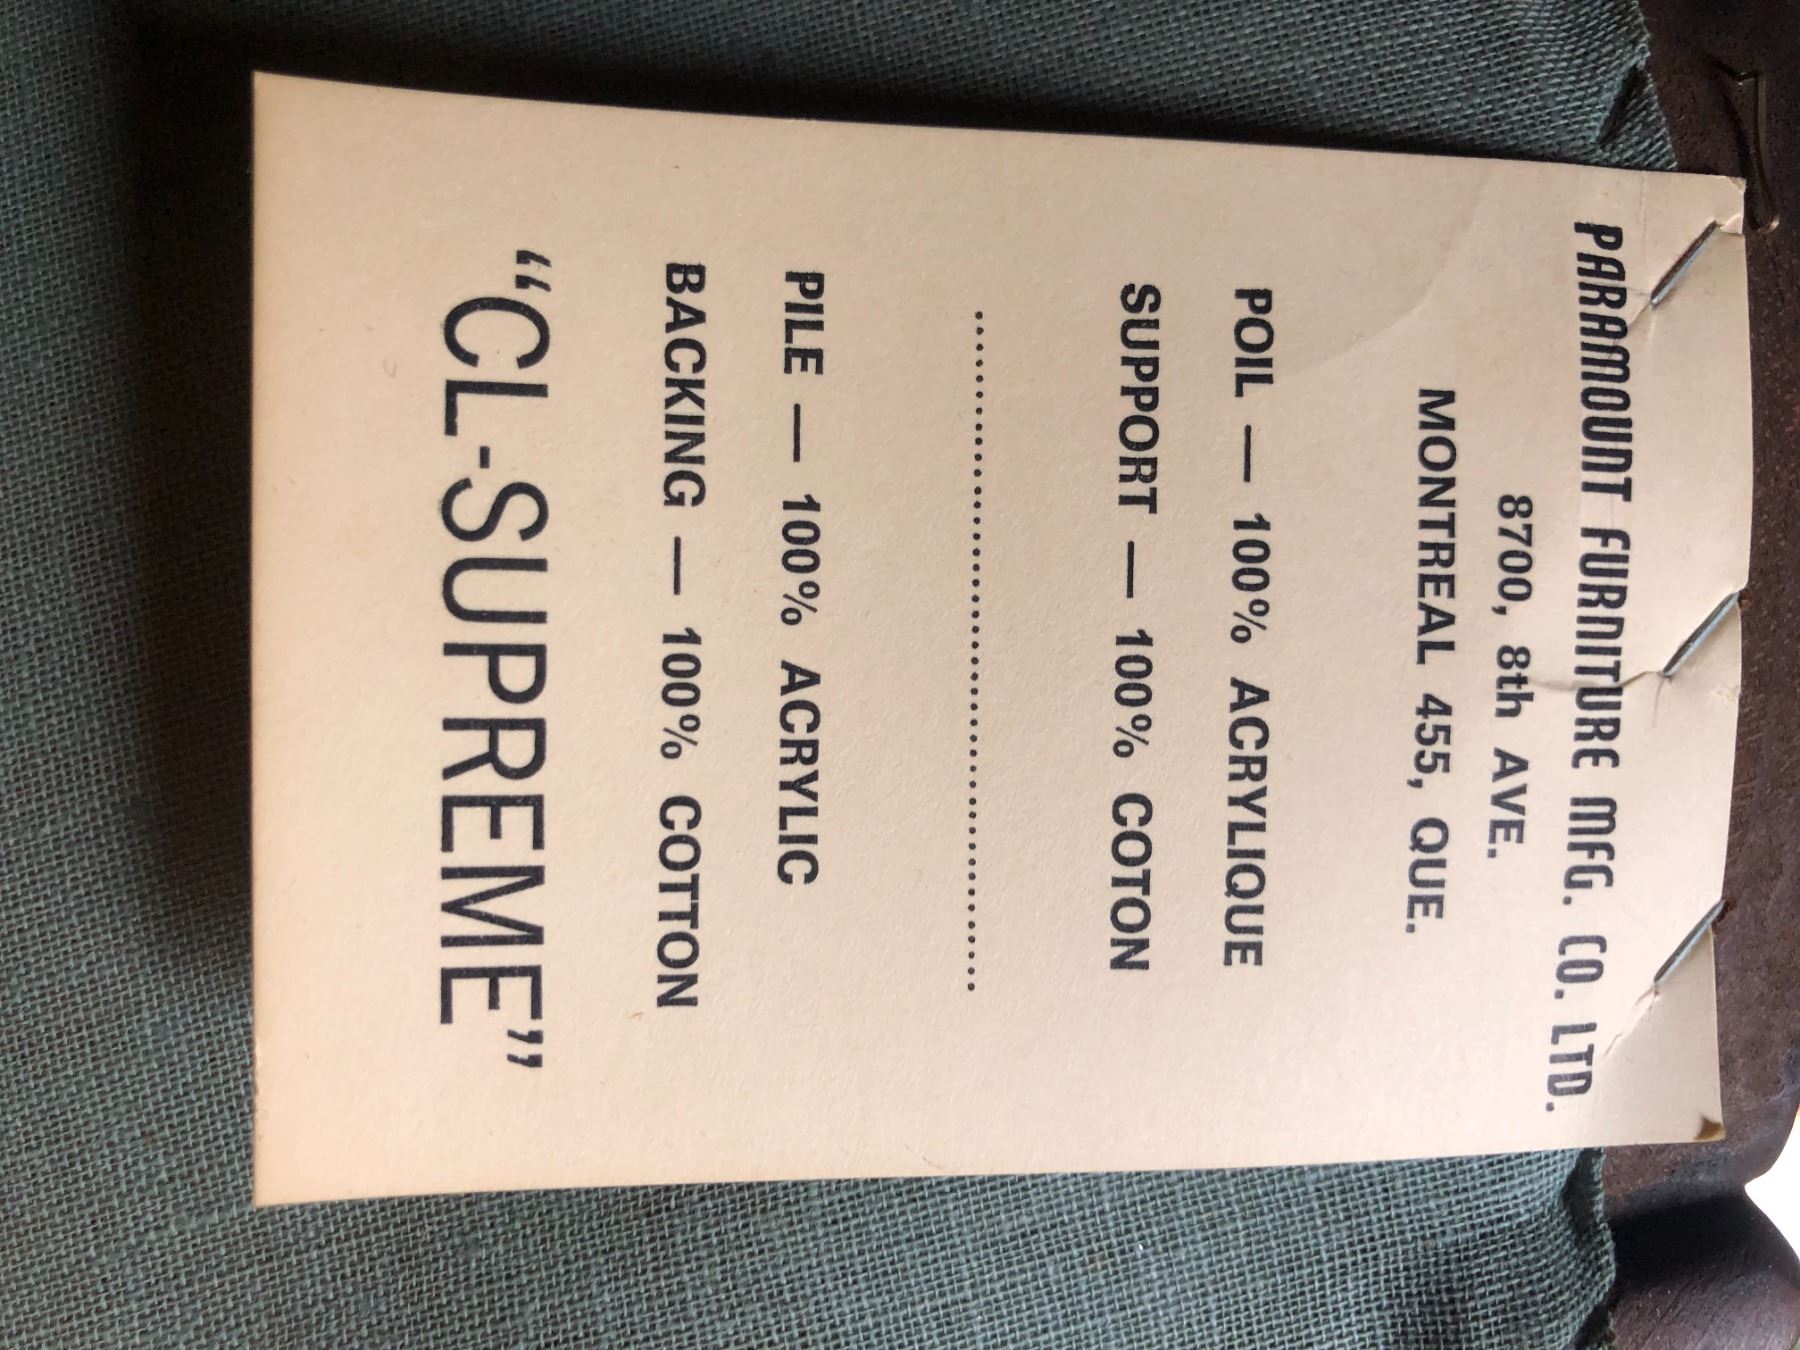 PARAMOUNT FURNITURE MFG. CO. LTD.
8700, 8th AVE.
MONTREAL 455, QUE.
POIL — 100% ACRYLIQUE
SUPPORT — 100% COTON
........................................
PILE — 100% ACRYLIC
BACKING — 100% COTTON
“CL-SUPREME”